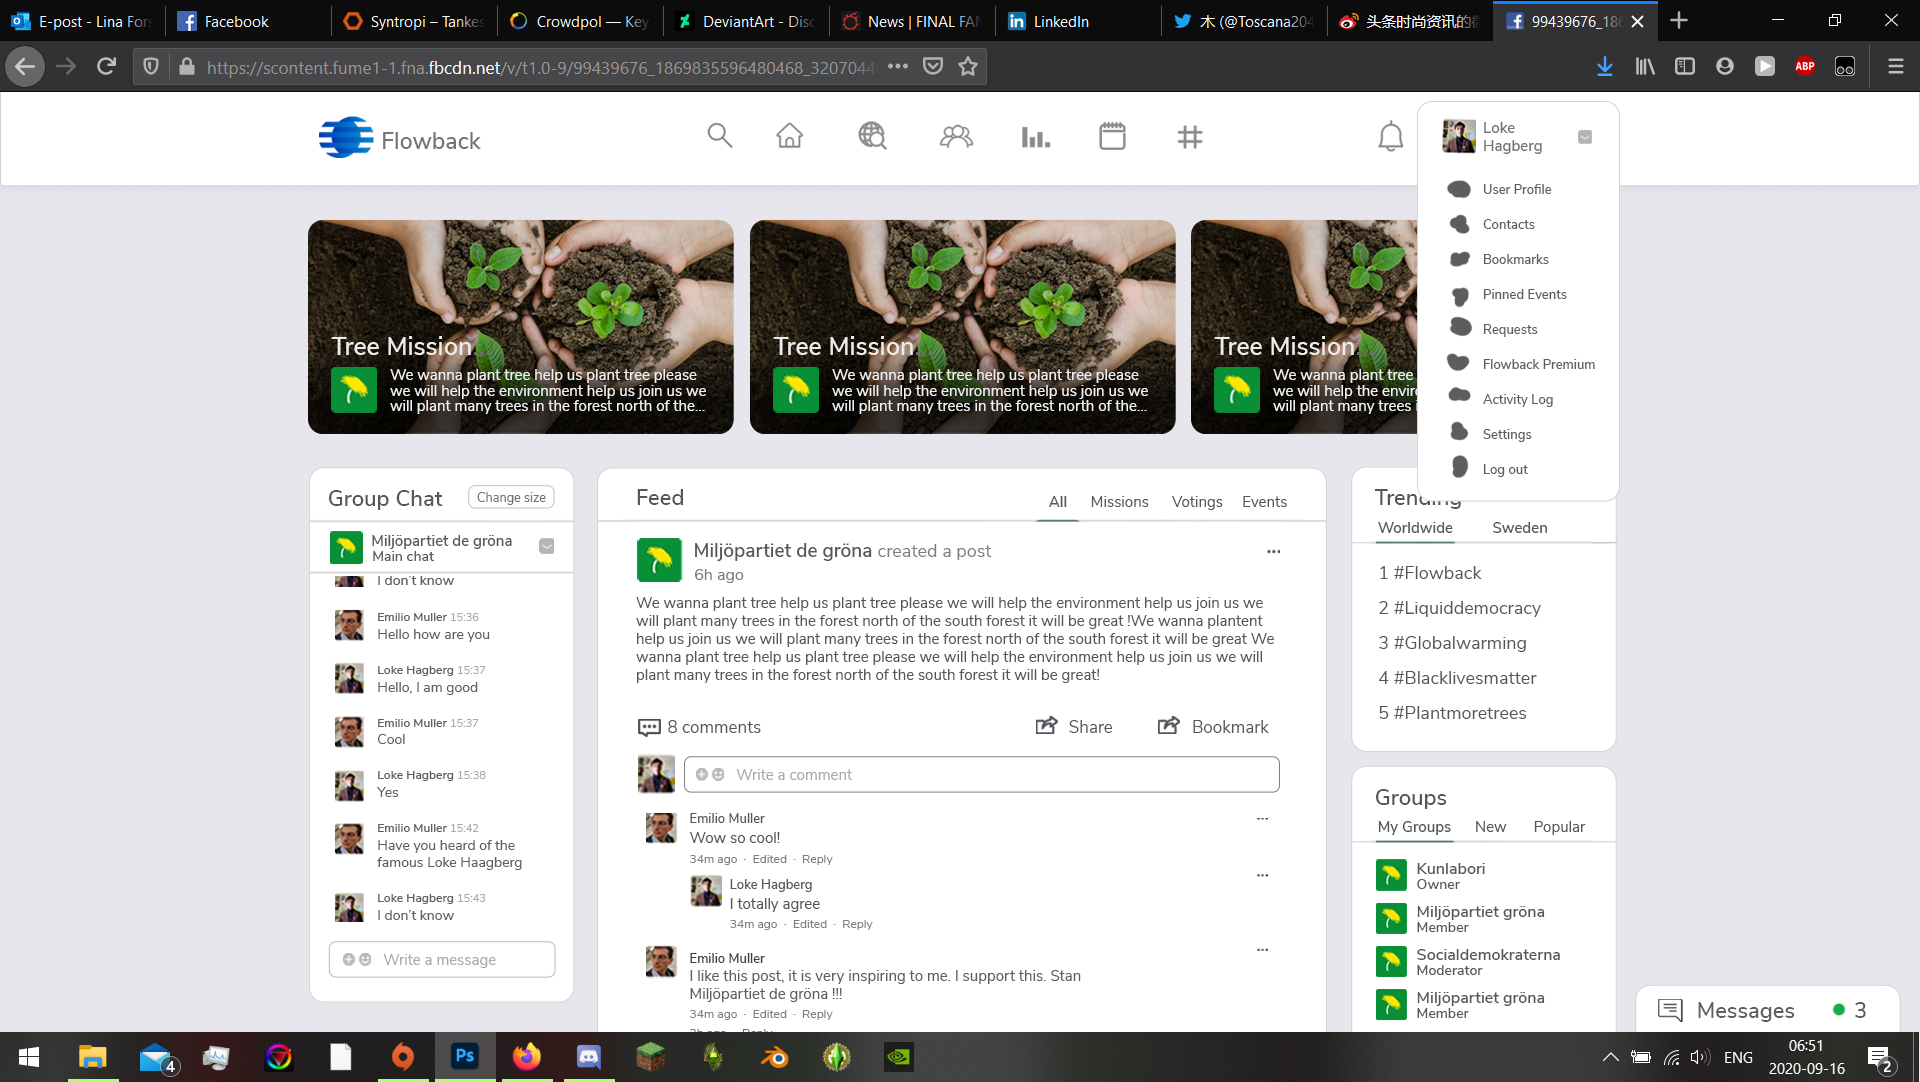 E-post – Lina Fors
Facebook
Syntropi – Tankes
Crowdpol — Key
DeviantArt - Disc
News | FINAL FAN
LinkedIn
木 (@Toscana204
头条时尚资讯的
99439676_186
https://scontent.fume1-1.fna.fbcdn.net/v/t1.0-9/99439676_1869835596480468_3207044
ABP
Flowback
Loke
Hagberg
User Profile
Contacts
Bookmarks
Pinned Events
Requests
Flowback Premium
Activity Log
Settings
Log out
Tree Mission...
We wanna plant tree help us plant tree please
we will help the environment help us join us we
will plant many trees in the forest north of the...
Tree Mission...
We wanna plant tree help us plant tree please
we will help the environment help us join us we
will plant many trees in the forest north of the...
Tree Mission
We wanna plant tree
we will help the envi
will plant many trees i
Group Chat
Change size
Miljöpartiet de gröna
Main chat
I don't know
Emilio Muller 15:36
Hello how are you
Loke Hagberg 15:37
Hello, I am good
Emilio Muller 15:37
Cool
Loke Hagberg 15:38
Yes
Emilio Muller 15:42
Have you heard of the
famous Loke Haagberg
Loke Hagberg 15:43
I don't know
Write a message
Feed
All Missions Votings Events
Miljöpartiet de gröna created a post
6h ago
We wanna plant tree help us plant tree please we will help the environment help us join us we
will plant many trees in the forest north of the south forest it will be great !We wanna plantent
help us join us we will plant many trees in the forest north of the south forest it will be great We
wanna plant tree help us plant tree please we will help the environment help us join us we will
plant many trees in the forest north of the south forest it will be great!
8 comments
Share
Bookmark
Write a comment
Emilio Muller
Wow so cool!
34m ago · Edited · Reply
Loke Hagberg
I totally agree
34m ago · Edited · Reply
Emilio Muller
I like this post, it is very inspiring to me. I support this. Stan
Miljöpartiet de gröna !!!
34m ago · Edited · Reply
Trending
Worldwide Sweden
1 #Flowback
2 #Liquiddemocracy
3 #Globalwarming
4 #Blacklivesmatter
5 #Plantmoretrees
Groups
My Groups New Popular
Kunlabori
Owner
Miljöpartiet gröna
Member
Socialdemokraterna
Moderator
Miljöpartiet gröna
Member
Messages 3
4
Ps
ENG
06:51
2020-09-16
2